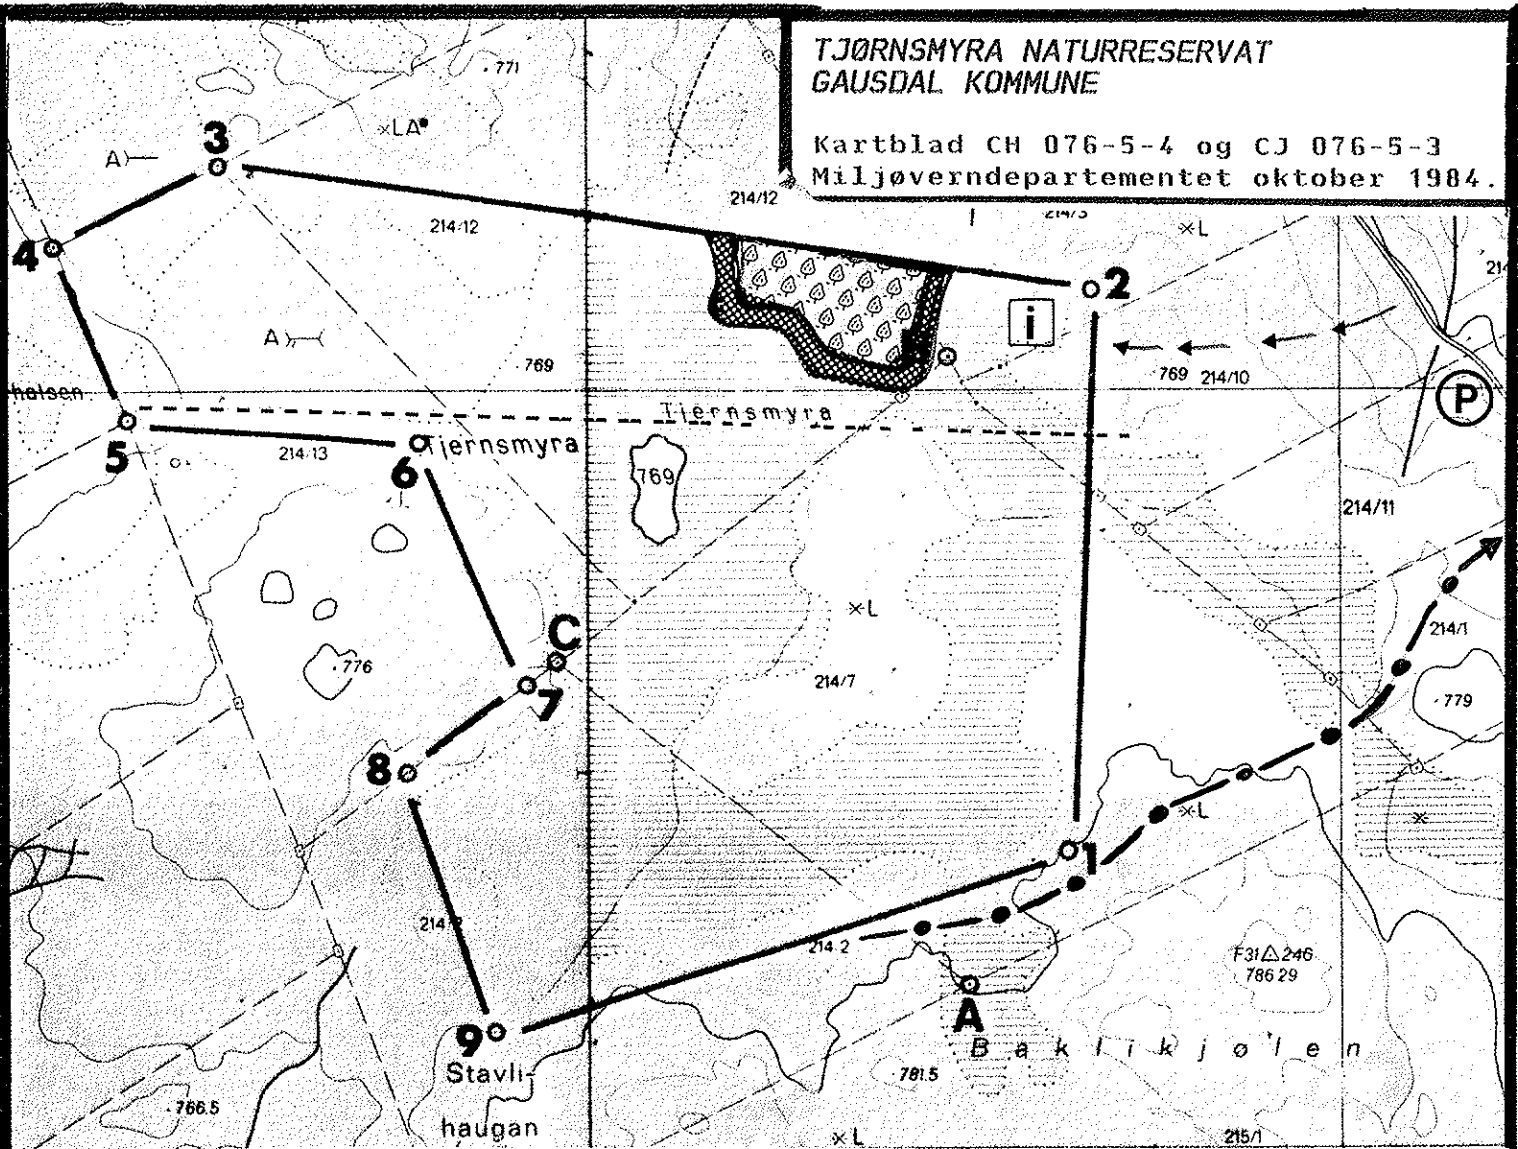 TJØRNSMYRA NATURRESERVAT
GAUSDAL KOMMUNE
Kartblad CH 076-5-4 og CJ 076-5-3
Miljøverndepartementet oktober 1984.
771
LA
3
A
214/12
214/12
L
4
2
i
A
769
769 214/10
P
Tjernsmyra
5
214/13
6
Tjernsmyra
769
214/11
L
C
214/1
776
214/7
7
779
8
L
1
214/2
F31 246
786 29
A
9
Baklikjølen
Stavli-
haugan
781.5
786.5
L
215/1